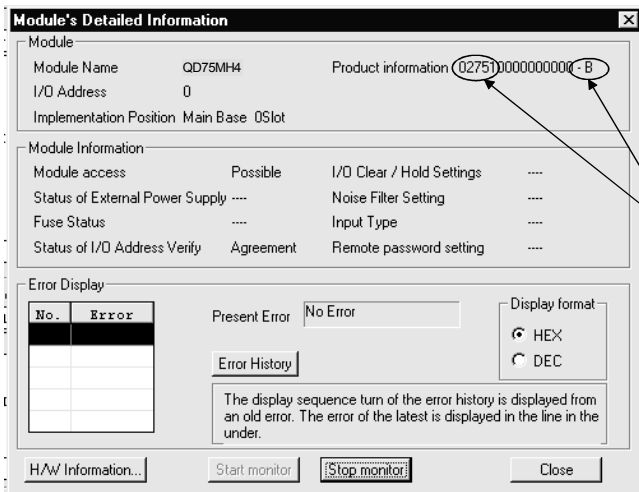 Module's Detailed Information
Module
Module Name QD75MH4 Product information 027510000000000 - B
I/O Address 0
Implementation Position Main Base 0Slot
Module Information
Module access Possible I/O Clear / Hold Settings ----
Status of External Power Supply ---- Noise Filter Setting ----
Fuse Status ---- Input Type ----
Status of I/O Address Verify Agreement Remote password setting ----
Error Display
No. Error
Present Error No Error
Display format
HEX
DEC
Error History
The display sequence turn of the error history is displayed from
an old error. The error of the latest is displayed in the line in the
under.
H/W Information... Start monitor Stop monitor Close